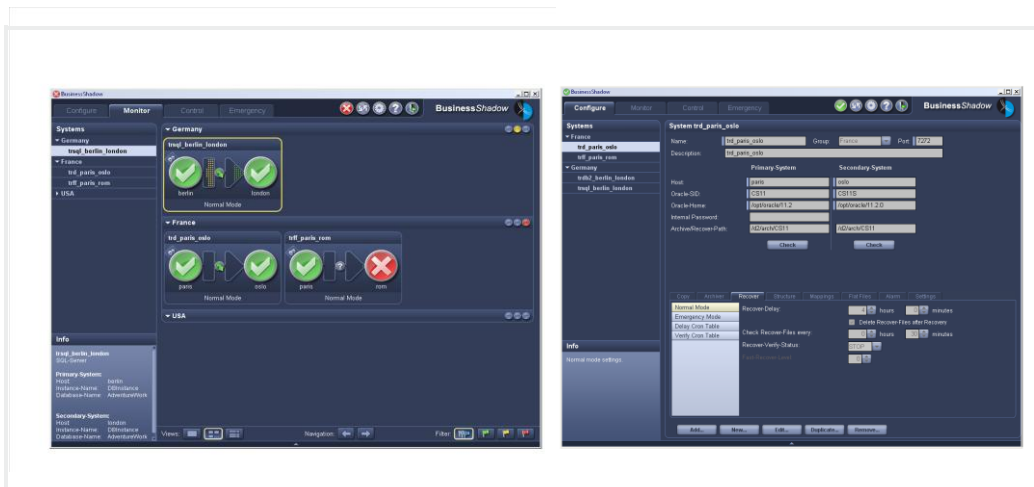 BusinessShadow
Configure Monitor Control Emergency
BusinessShadow
Systems
Germany
tmql_berlin_london
France
trd_paris_oslo
trfl_paris_rom
USA
Info
SQL-Server
Primary-System:
Host: berlin
Instance-Name: DBInstance
Database-Name: AdventureWork
Secondary-System:
Host: london
Instance-Name: DBInstance
Database-Name: AdventureWork
Germany
tmql_berlin_london
berlin london
Normal Mode
France
trd_paris_oslo
paris oslo
Normal Mode
trfl_paris_rom
paris rom
Normal Mode
USA
Views: Navigation: Filter:
BusinessShadow
Configure Monitor Control Emergency
BusinessShadow
Systems
France
trd_paris_oslo
trfl_paris_rom
Germany
trdb2_berlin_london
tmql_berlin_london
Info
Normal mode settings
System trd_paris_oslo
Name: trd_paris_oslo Group: France Port: 7272
Description: trd_paris_oslo
Primary-System Secondary-System
Host: paris oslo
Oracle-SID: CS11 CS11S
Oracle-Home: /opt/oracle/11.2 /opt/oracle/11.2.0
Internal Password:
Archive/Recover-Path: /d2/arch/CS11 /d2/arch/CS11
Check Check
Copy Archiver Recover Structure Mappings Flat Files Alarm Settings
Normal Mode
Emergency Mode
Delay Cron Table
Verify Cron Table
Recover-Delay: hours minutes
Delete Recover-Files after Recovery
Check Recover-Files every: hours minutes
Recover-Verify-Status: STOP
Add... New... Edit... Duplicate... Remove...